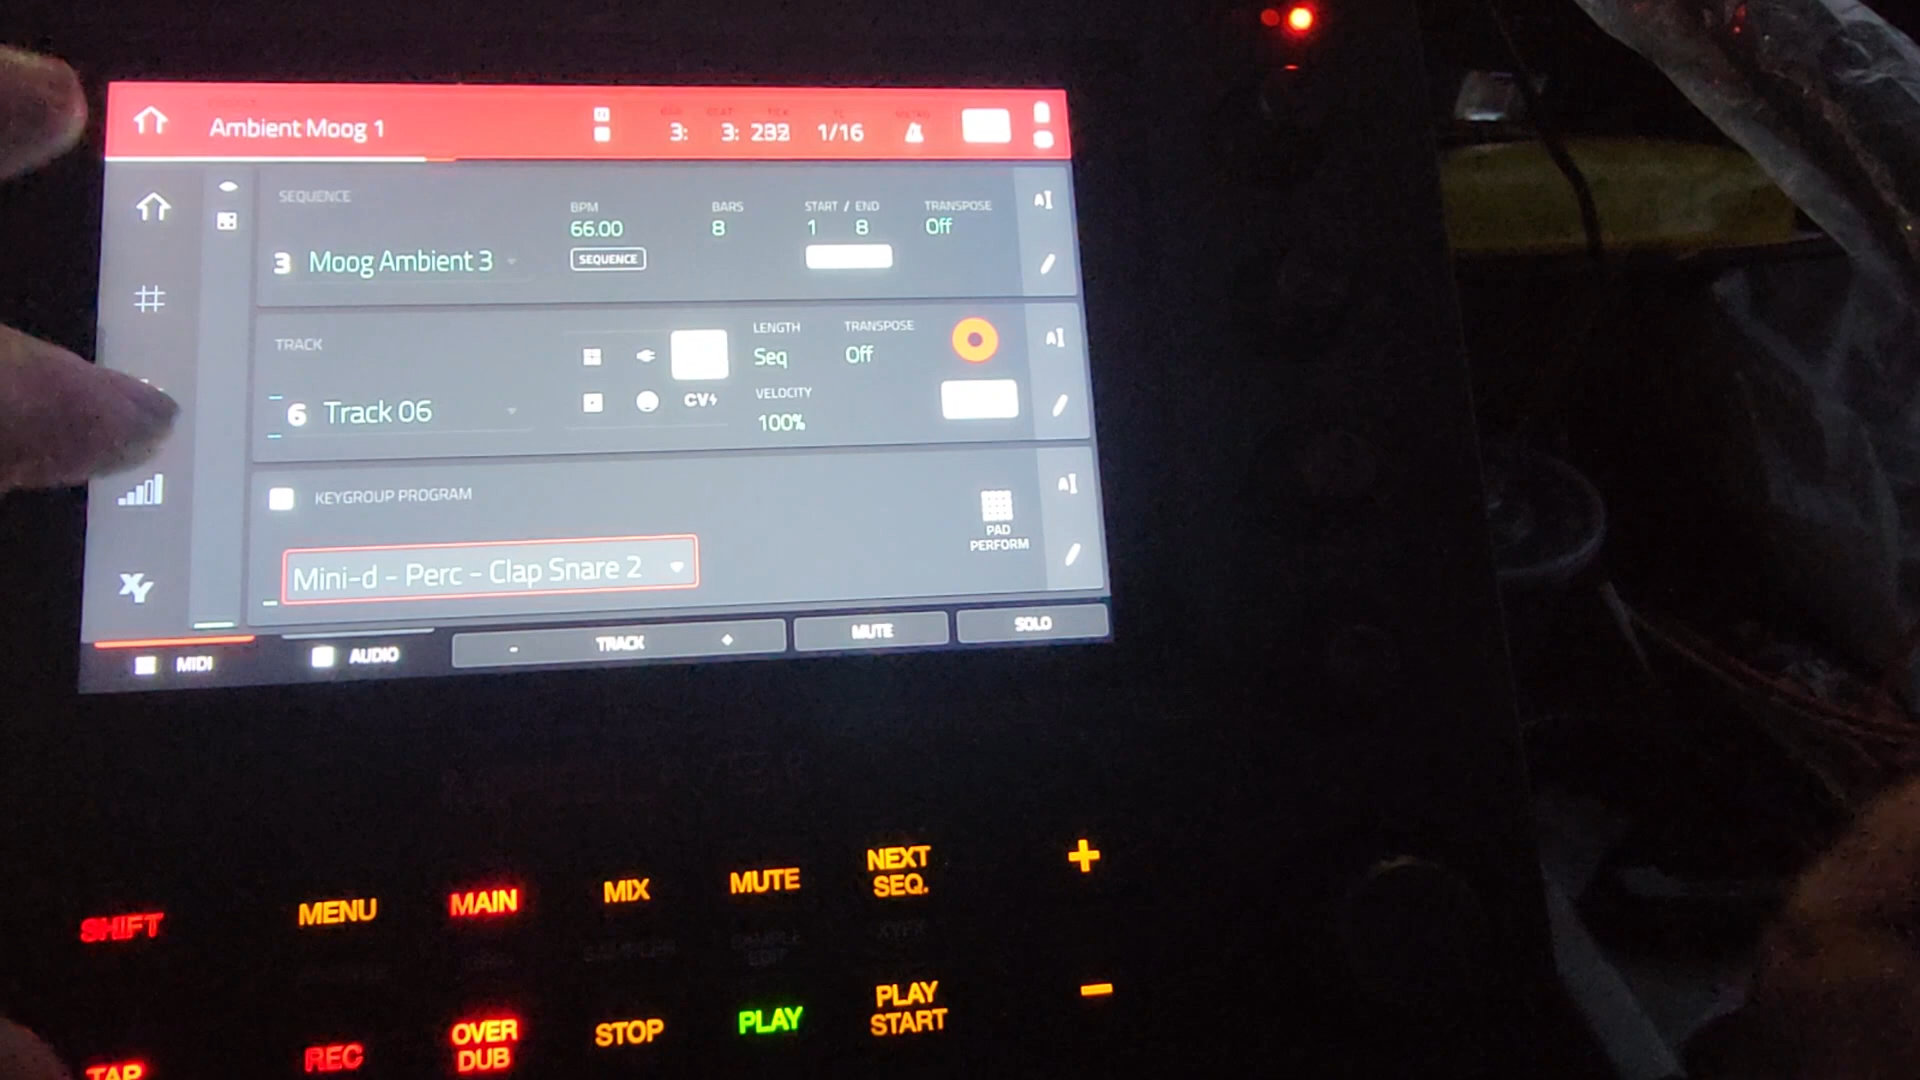 Ambient Moog 1
3: 3: 1/16
SEQUENCE
BPM
BARS
START / END
TRANSPOSE
66.00
8
1 8
Off
3 Moog Ambient 3
SEQUENCE
TRACK
LENGTH
TRANSPOSE
Seq
Off
6 Track 06
CV
VELOCITY
100%
KEYGROUP PROGRAM
PAD
PERFORM
Mini-d - Perc - Clap Snare 2
XY
MIDI
AUDIO
- TRACK +
MUTE
SOLO
SHIFT
MENU
MAIN
MIX
MUTE
NEXT
SEQ.
+
TAP
REC
OVER
DUB
STOP
PLAY
PLAY
START
-